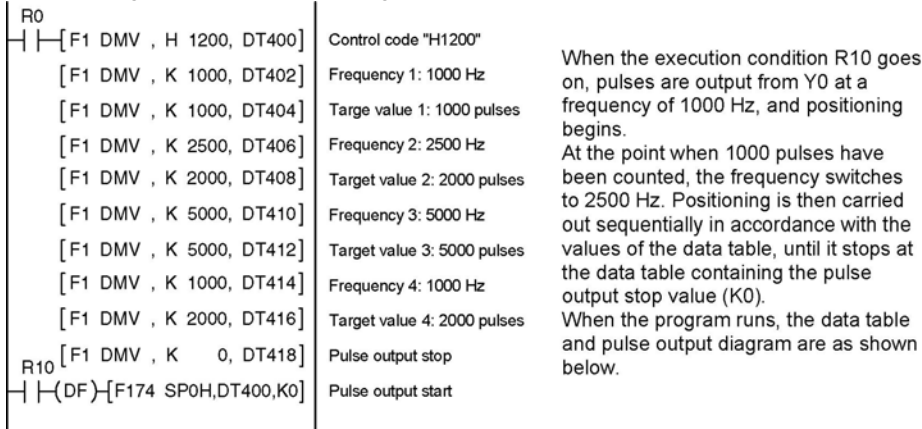 R0
[F1 DMV , H 1200, DT400] Control code "H1200"
[F1 DMV , K 1000, DT402] Frequency 1: 1000 Hz
[F1 DMV , K 1000, DT404] Targe value 1: 1000 pulses
[F1 DMV , K 2500, DT406] Frequency 2: 2500 Hz
[F1 DMV , K 2000, DT408] Target value 2: 2000 pulses
[F1 DMV , K 5000, DT410] Frequency 3: 5000 Hz
[F1 DMV , K 5000, DT412] Target value 3: 5000 pulses
[F1 DMV , K 1000, DT414] Frequency 4: 1000 Hz
[F1 DMV , K 2000, DT416] Target value 4: 2000 pulses
[F1 DMV , K 0, DT418] Pulse output stop
R10
(DF) [F174 SP0H,DT400,K0] Pulse output start
When the execution condition R10 goes
on, pulses are output from Y0 at a
frequency of 1000 Hz, and positioning
begins.
At the point when 1000 pulses have
been counted, the frequency switches
to 2500 Hz. Positioning is then carried
out sequentially in accordance with the
values of the data table, until it stops at
the data table containing the pulse
output stop value (K0).
When the program runs, the data table
and pulse output diagram are as shown
below.